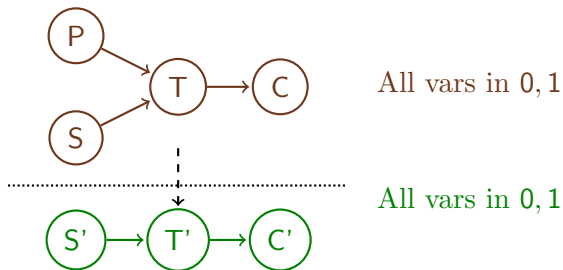 P
T
C
All vars in 0, 1
S
All vars in 0, 1
S'
T'
C'